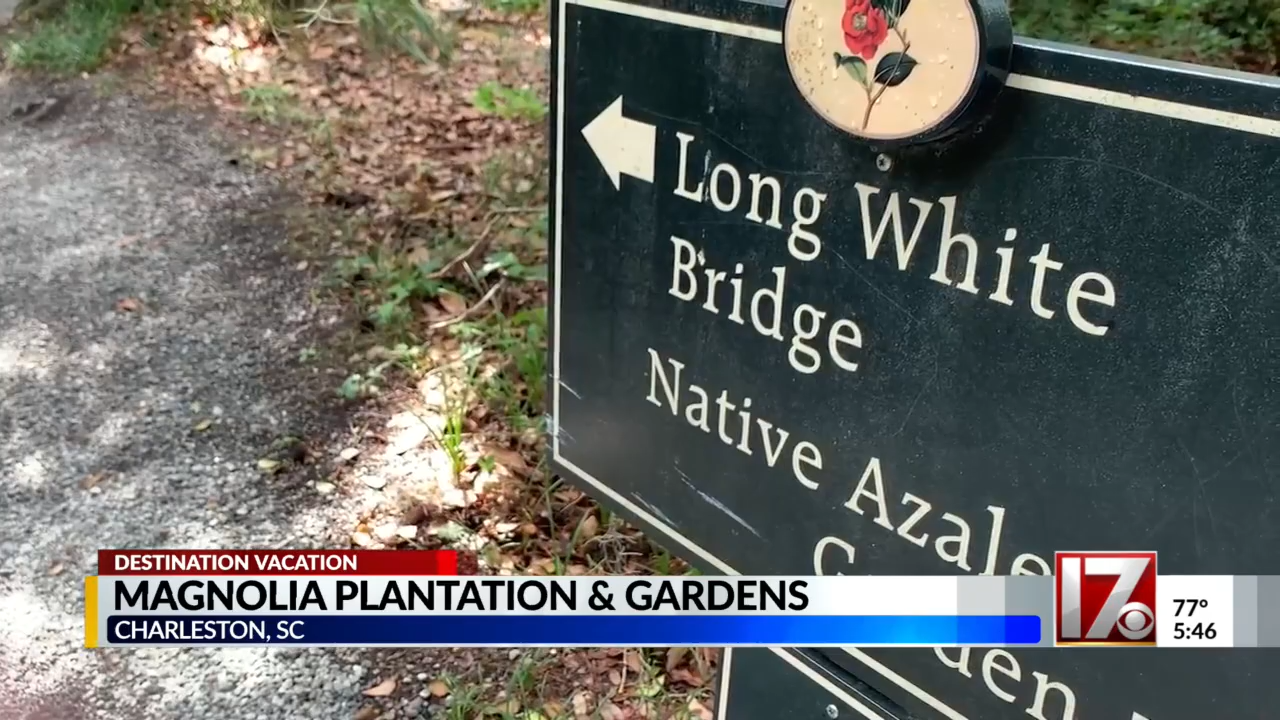 Long White
Bridge
Native Azale
DESTINATION VACATION
MAGNOLIA PLANTATION & GARDENS
CHARLESTON, SC
17
77°
5:46